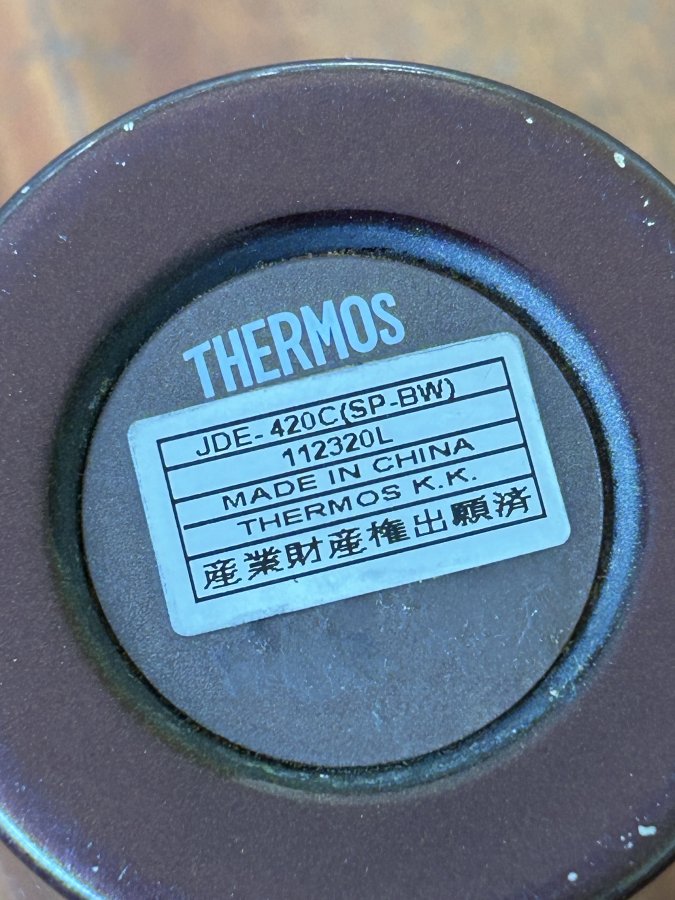 THERMOS
JDE-420C(SP-BW)
112320L
MADE IN CHINA
THERMOS K.K.
産業財産権出願済